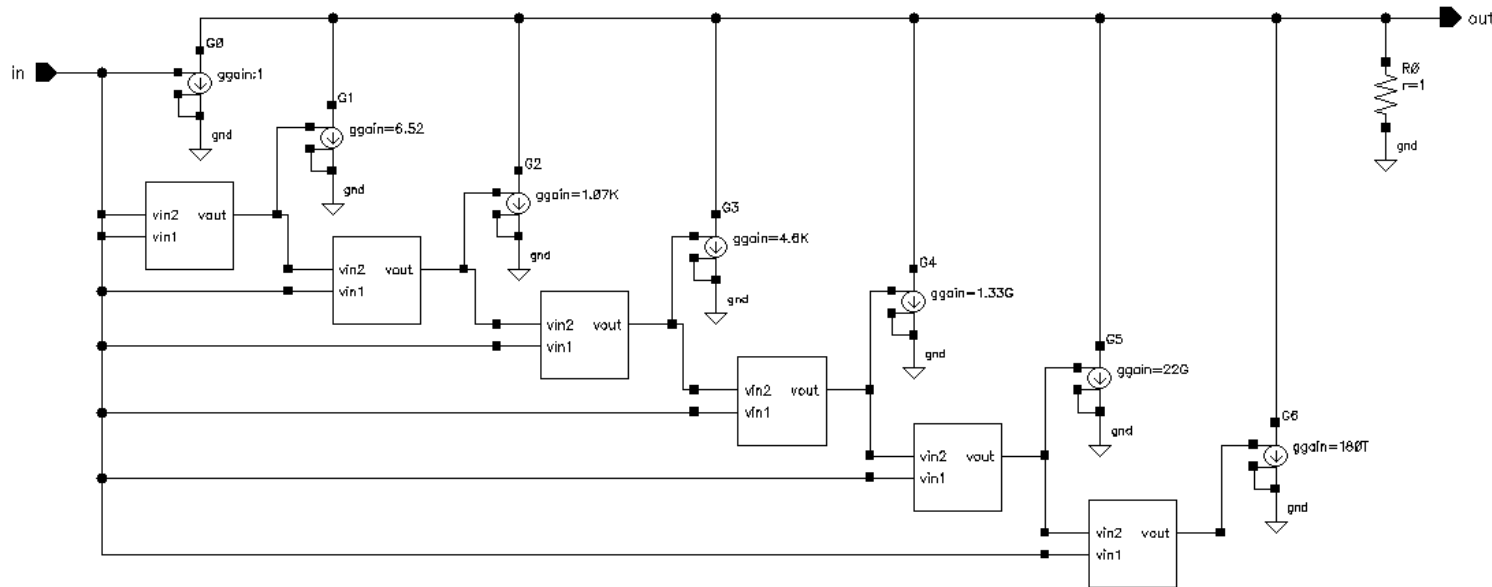 out
GØ
in
ggain:1
RØ
r=1
G1
ggain=6.52
gnd
gnd
G2
gnd
ggain=1.07K
vin2 vout
vin1
G3
ggain=4.6K
gnd
vin2 vout
vin1
G4
ggain=1.33G
gnd
vin2 vout
vin1
G5
gnd
ggain=22G
vin2 vout
vin1
G6
gnd
ggain=180T
vin2 vout
vin1
gnd
vin2 vout
vin1